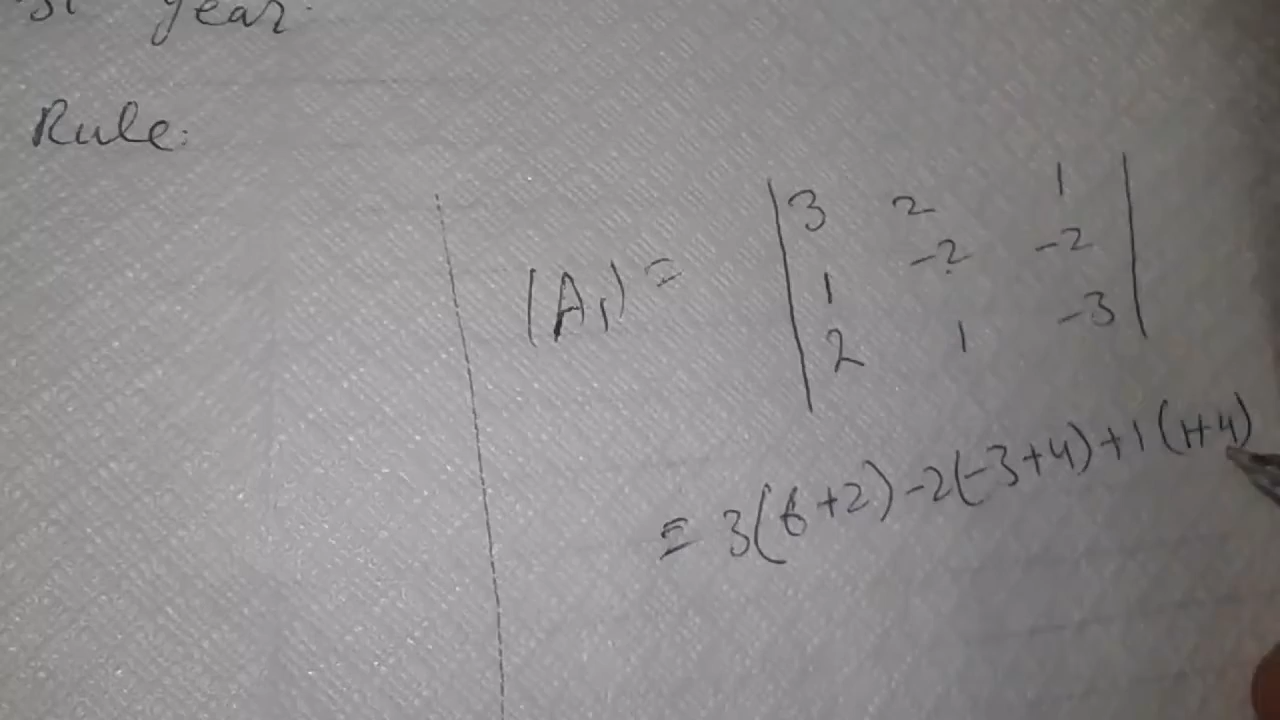 st year.
Rule:
|A₁| = | 3 2 1 |
| 1 -2 -2 |
| 2 1 -3 |
= 3(6+2) -2(-3+4) +1(1+4)